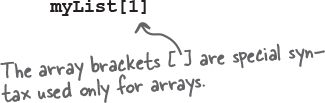 myList[1]
The array brackets [ ] are special syn-
tax used only for arrays.